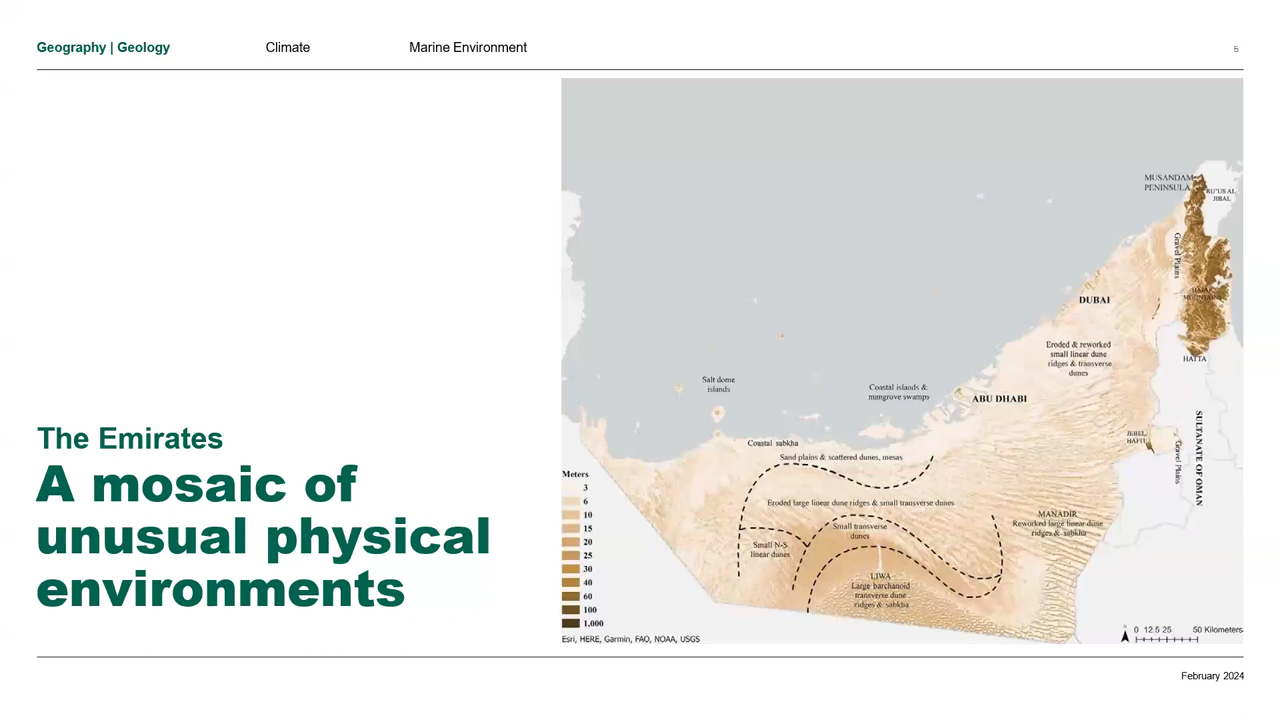 Geography | Geology
Climate
Marine Environment
5
The Emirates
A mosaic of
unusual physical
environments
MUSANDAM
PENINSULA
RU'US AL
JIBAL
Gravel Plains
HAJAR
MOUNTAINS
DUBAI
Eroded & reworked
small linear dune
ridges & transverse
dunes
HATTA
Salt dome
islands
Coastal islands &
mangrove swamps
ABU DHABI
SULTANATE OF OMAN
JEBEL
HAFIT
Gravel Plains
Coastal sabkha
Sand plains & scattered dunes, mesas
Eroded large linear dune ridges & small transverse dunes
MANADIR
Reworked large linear dune
ridges & sabkha
Small transverse
dunes
Small N-S
linear dunes
LIWA
Large barchanoid
transverse dune
ridges & sabkha
Meters
3
6
10
15
20
25
30
40
60
100
1,000
N
0 12.5 25 50 Kilometers
Esri, HERE, Garmin, FAO, NOAA, USGS
February 2024